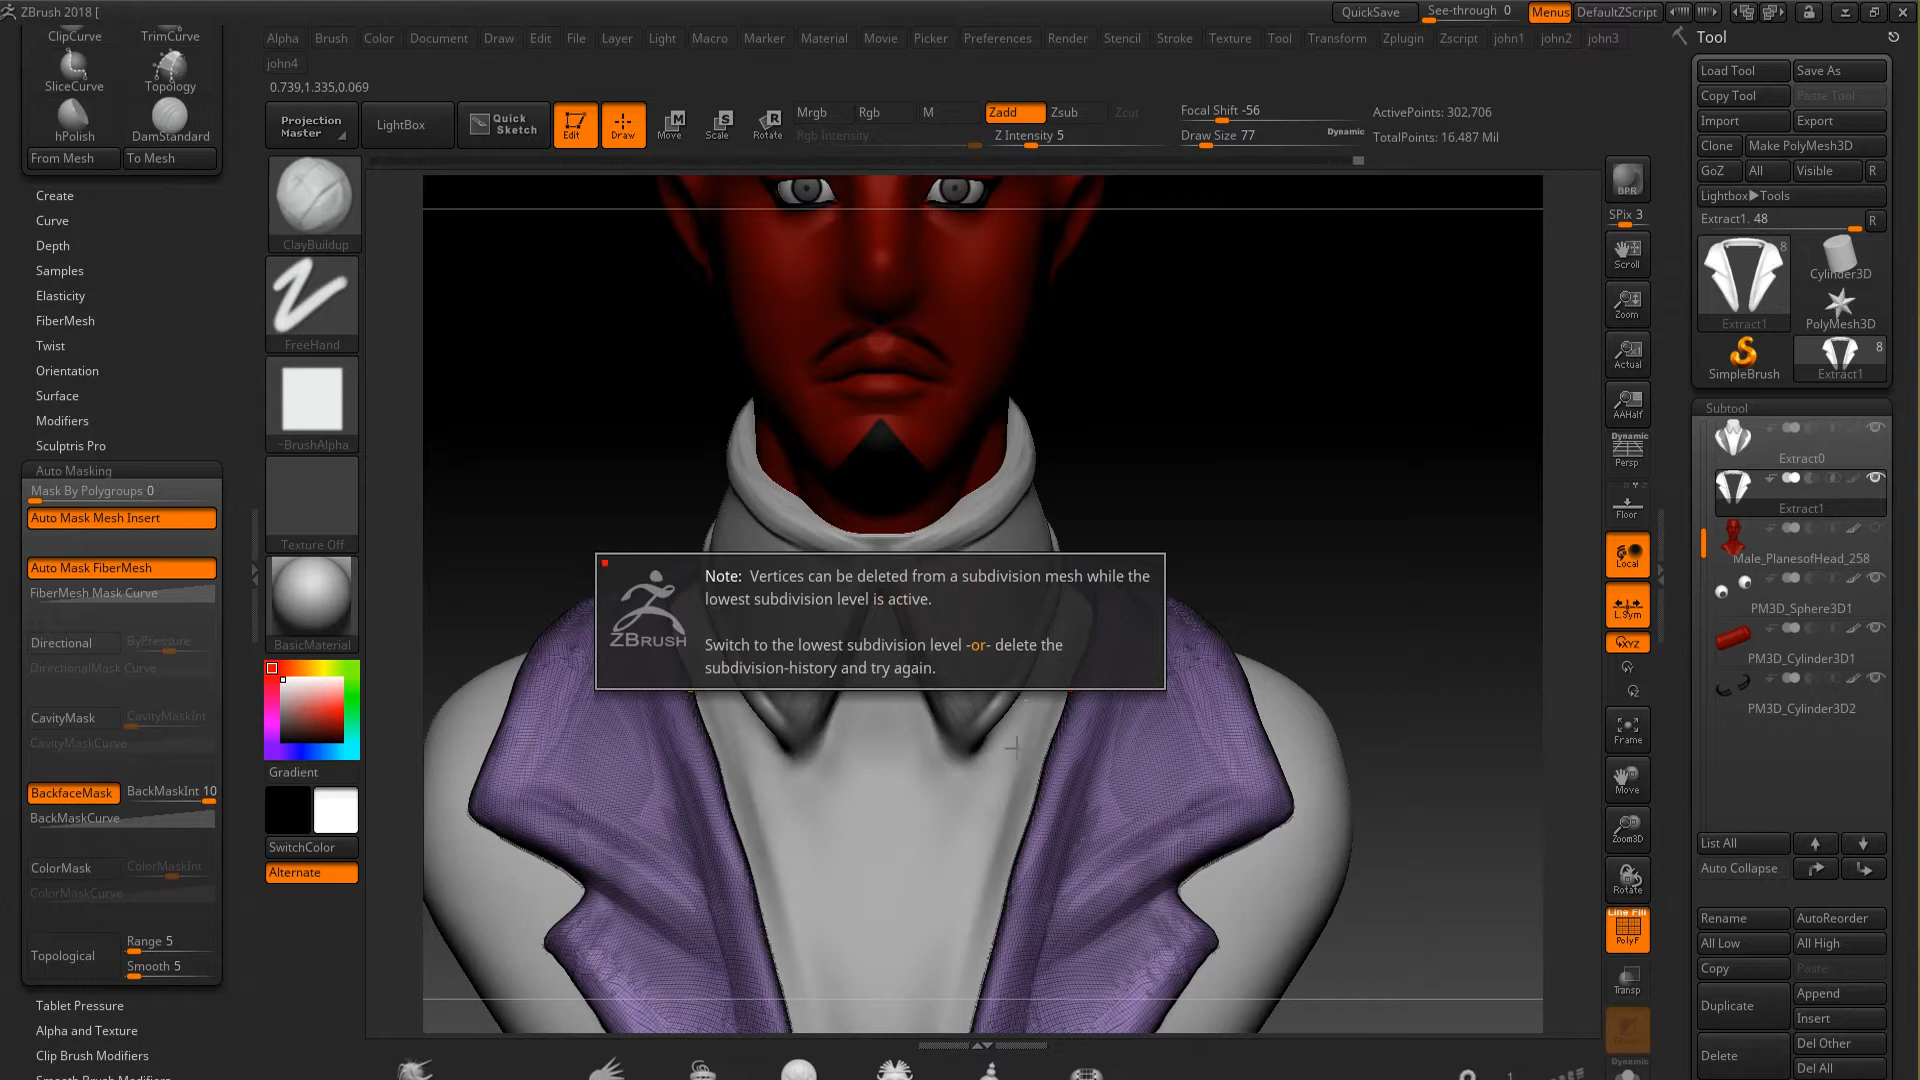 ZBrush 2018 [
QuickSave
See-through 0
Menus
DefaultZScript
Alpha Brush Color Document Draw Edit File Layer Light Macro Marker Material Movie Picker Preferences Render Stencil Stroke Texture Tool Transform Zplugin Zscript john1 john2 john3
john4
0.739,1.335,0.069
ClipCurve
TrimCurve
SliceCurve
Topology
hPolish
DamStandard
From Mesh
To Mesh
Create
Curve
Depth
Samples
Elasticity
FiberMesh
Twist
Orientation
Surface
Modifiers
Sculptris Pro
Auto Masking
Mask By Polygroups 0
Auto Mask Mesh Insert
Auto Mask FiberMesh
FiberMesh Mask Curve
Directional
ByPressure
DirectionalMask Curve
CavityMask
CavityMaskInt
CavityMaskCurve
BackfaceMask
BackMaskInt 10
BackMaskCurve
ColorMask
ColorMaskInt
ColorMaskCurve
Topological
Range 5
Smooth 5
Tablet Pressure
Alpha and Texture
Clip Brush Modifiers
Smooth Brush Modifiers
Projection
Master
LightBox
Quick
Sketch
Edit
Draw
Move
Scale
Rotate
Mrgb
Rgb
M
Zadd
Zsub
Zcut
Rgb Intensity
Z Intensity 5
Focal Shift -56
Draw Size 77
Dynamic
ActivePoints: 302,706
TotalPoints: 16.487 Mil
ClayBuildup
FreeHand
~BrushAlpha
Texture Off
BasicMaterial
Gradient
SwitchColor
Alternate
Note: Vertices can be deleted from a subdivision mesh while the
lowest subdivision level is active.
Switch to the lowest subdivision level -or- delete the
subdivision-history and try again.
ZBRUSH
BPR
SPix 3
Scroll
Zoom
Actual
AAHalf
Dynamic
Persp
Floor
Local
L.Sym
XYZ
Frame
Move
Zoom3D
Rotate
Line Fill
PolyF
Transp
Dynamic
Tool
Load Tool
Save As
Copy Tool
Paste Tool
Import
Export
Clone
Make PolyMesh3D
GoZ
All
Visible
R
Lightbox▶Tools
Extract1. 48
R
8
Extract1
Cylinder3D
PolyMesh3D
SimpleBrush
8
Extract1
Subtool
Extract0
Extract1
Male_PlanesofHead_258
PM3D_Sphere3D1
PM3D_Cylinder3D1
PM3D_Cylinder3D2
List All
Auto Collapse
Rename
AutoReorder
All Low
All High
Copy
Paste
Duplicate
Append
Insert
Delete
Del Other
Del All